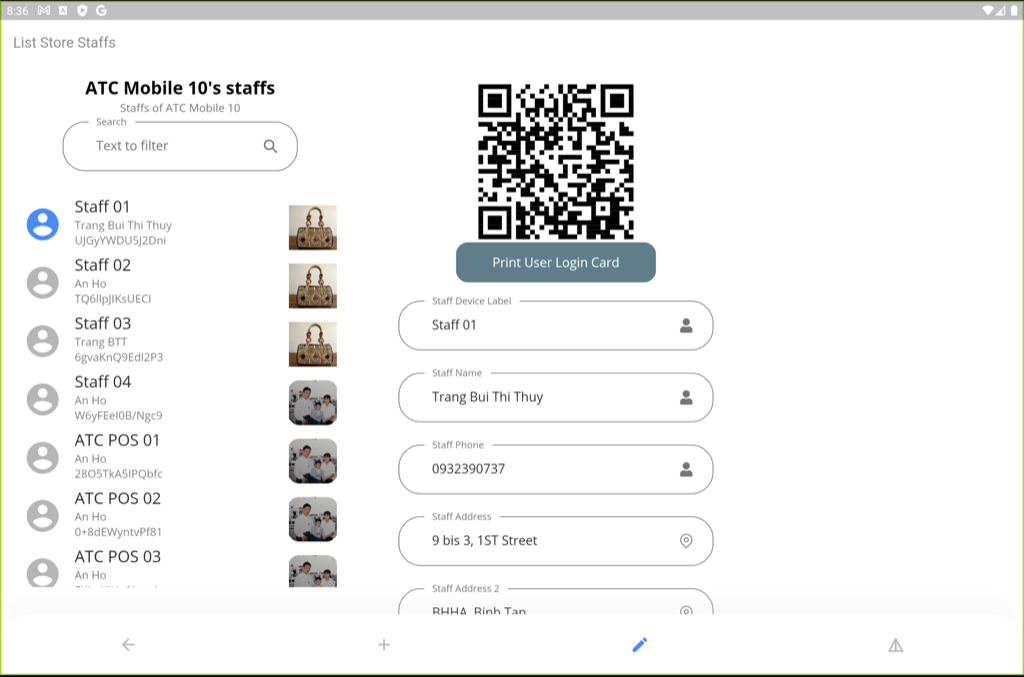 8:36
List Store Staffs
ATC Mobile 10's staffs
Staffs of ATC Mobile 10
Search
Text to filter
Staff 01
Trang Bui Thi Thuy
UJGyYWDU5J2Dni
Staff 02
An Ho
TQ6llpJIKsUECI
Staff 03
Trang BTT
6gvaKnQ9Edl2P3
Staff 04
An Ho
W6yFEeI0B/Ngc9
ATC POS 01
An Ho
28O5TkA5IPQbfc
ATC POS 02
An Ho
0+8dEWyntvPf81
ATC POS 03
An Ho
Print User Login Card
Staff Device Label
Staff 01
Staff Name
Trang Bui Thi Thuy
Staff Phone
0932390737
Staff Address
9 bis 3, 1ST Street
Staff Address 2
BHHA, Binh Tan